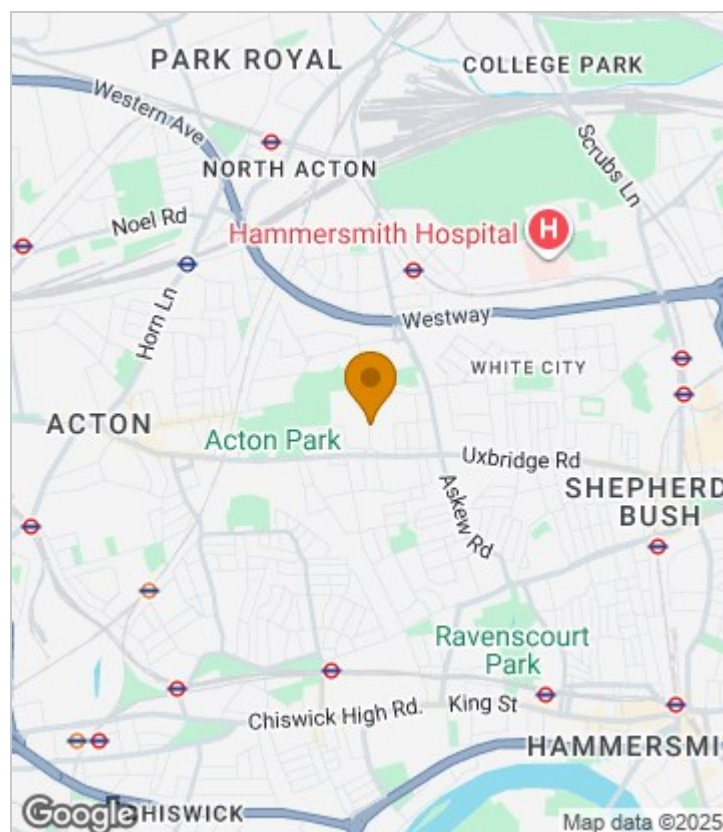 PARK ROYAL
COLLEGE PARK
Western Ave
Scrubs Ln
NORTH ACTON
Noel Rd
Hammersmith Hospital
H
Horn Ln
Westway
WHITE CITY
ACTON
Acton Park
Uxbridge Rd
Askew Rd
SHEPHERD
BUSH
Ravenscourt
Park
Chiswick High Rd.
King St
HAMMERSMI
Google
CHISWICK
Map data ©2025